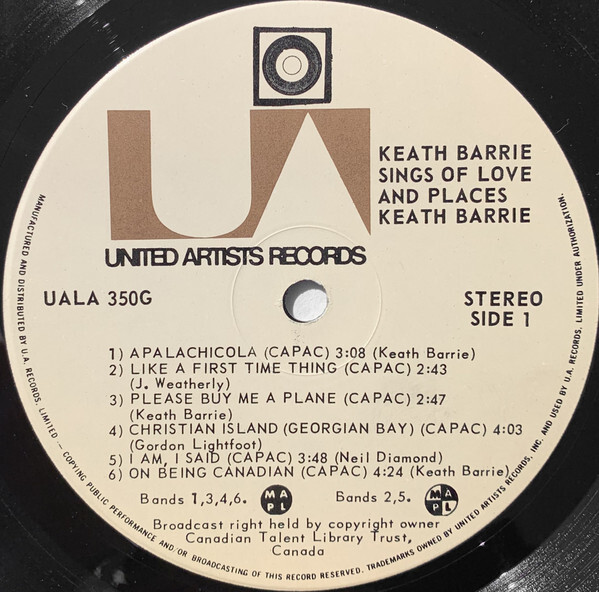 UA
UNITED ARTISTS RECORDS
KEATH BARRIE
SINGS OF LOVE
AND PLACES
KEATH BARRIE
UALA 350G
STEREO
SIDE 1
1) APALACHICOLA (CAPAC) 3:08 (Keath Barrie)
2) LIKE A FIRST TIME THING (CAPAC) 2:43
(J. Weatherly)
3) PLEASE BUY ME A PLANE (CAPAC) 2:47
(Keath Barrie)
4) CHRISTIAN ISLAND (GEORGIAN BAY) (CAPAC) 4:03
(Gordon Lightfoot)
5) I AM, I SAID (CAPAC) 3:48 (Neil Diamond)
6) ON BEING CANADIAN (CAPAC) 4:24 (Keath Barrie)
Bands 1,3,4,6. MAPL Bands 2,5. MAPL
Broadcast right held by copyright owner
Canadian Talent Library Trust,
Canada
MANUFACTURED AND DISTRIBUTED BY U.A. RECORDS, LIMITED — COPYING PUBLIC PERFORMANCE AND/OR BROADCASTING OF THIS RECORD RESERVED. TRADEMARKS OWNED BY UNITED ARTISTS RECORDS, INC. AND USED BY U.A. RECORDS, LIMITED UNDER AUTHORIZATION.